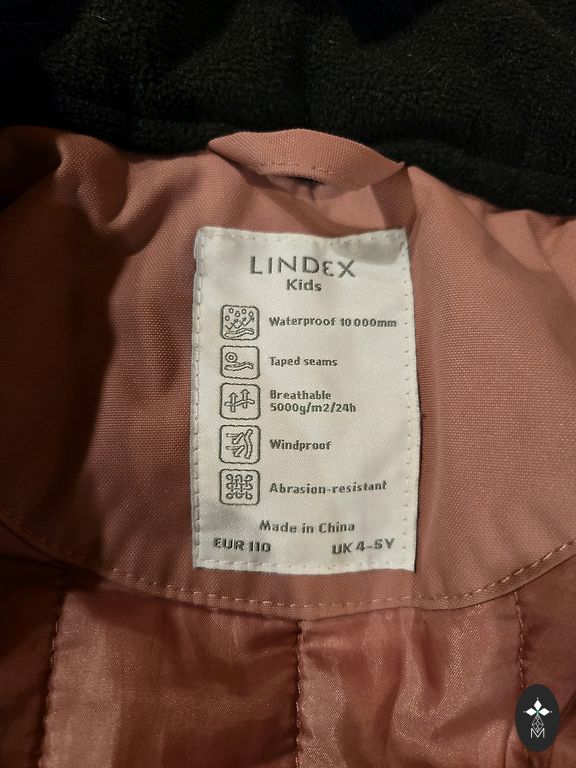 LINDEX
Kids
Waterproof 10 000mm
Taped seams
Breathable
5000g/m2/24h
Windproof
Abrasion-resistant
Made in China
EUR 110 UK 4-5Y
M